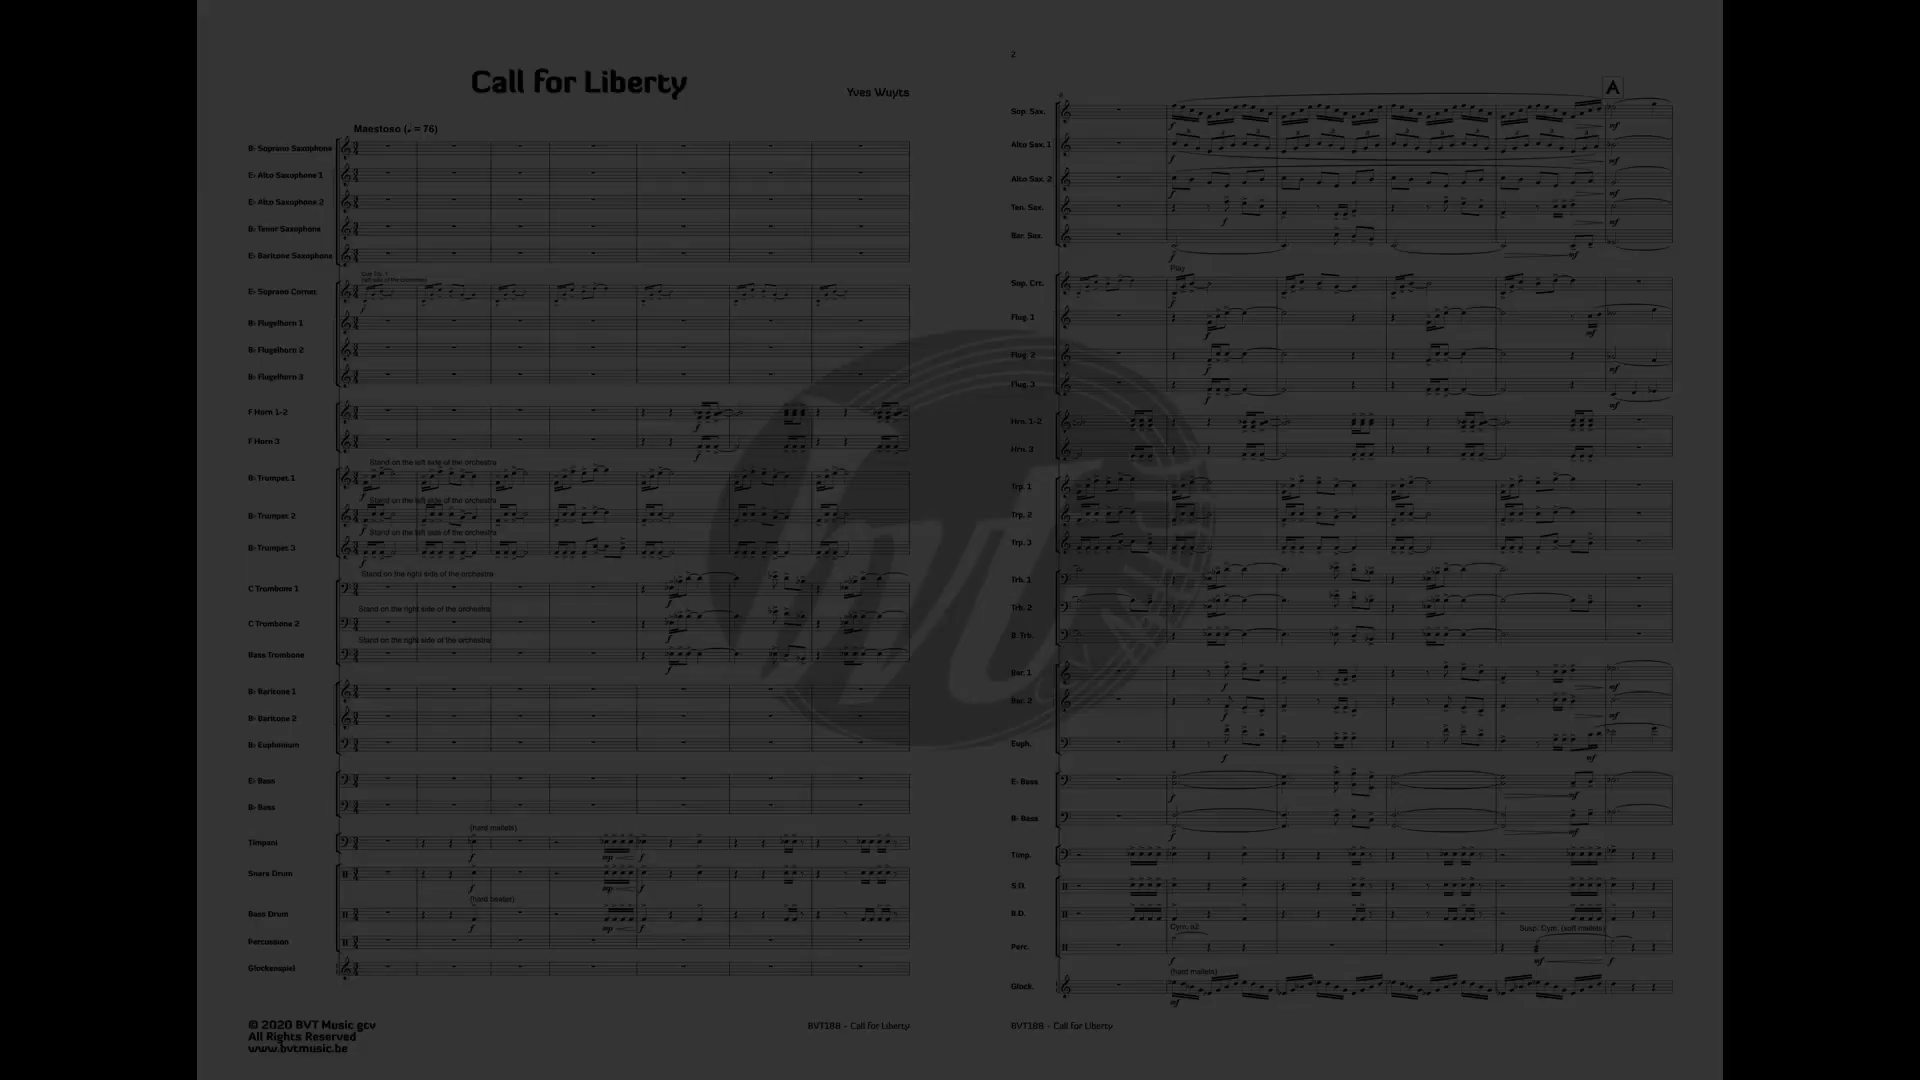 Call for Liberty
Yves Wuyts
Maestoso (♩ = 76)
B♭ Soprano Saxophone
E♭ Alto Saxophone 1
E♭ Alto Saxophone 2
B♭ Tenor Saxophone
E♭ Baritone Saxophone
E♭ Soprano Cornet
B♭ Flugelhorn 1
B♭ Flugelhorn 2
B♭ Flugelhorn 3
F Horn 1-2
F Horn 3
Stand on the left side of the orchestra
B♭ Trumpet 1
Stand on the left side of the orchestra
B♭ Trumpet 2
Stand on the left side of the orchestra
B♭ Trumpet 3
Stand on the right side of the orchestra
C Trombone 1
Stand on the right side of the orchestra
C Trombone 2
Stand on the right side of the orchestra
Bass Trombone
B♭ Baritone 1
B♭ Baritone 2
B♭ Euphonium
E♭ Bass
B♭ Bass
(hard mallets)
Timpani
mp f
Snare Drum
f mp f
(hard beater)
Bass Drum
f mp f
Percussion
Glockenspiel
© 2020 BVT Music gcv
All Rights Reserved
www.bvtmusic.be
BVT188 - Call for Liberty
bvt
2
A
Sop. Sax.
Alto Sax. 1
Alto Sax. 2
Ten. Sax.
Bar. Sax.
Play
Sop. Crt.
Flug. 1
Flug. 2
Flug. 3
Hrn. 1-2
Hrn. 3
Trp. 1
Trp. 2
Trp. 3
Trb. 1
Trb. 2
B. Trb.
Bar. 1
Bar. 2
Euph.
E♭ Bass
B♭ Bass
Timp.
S.D.
B.D.
Cym. a2
Susp. Cym. (soft mallets)
Perc.
(hard mallets)
Glock.
mf
BVT188 - Call for Liberty